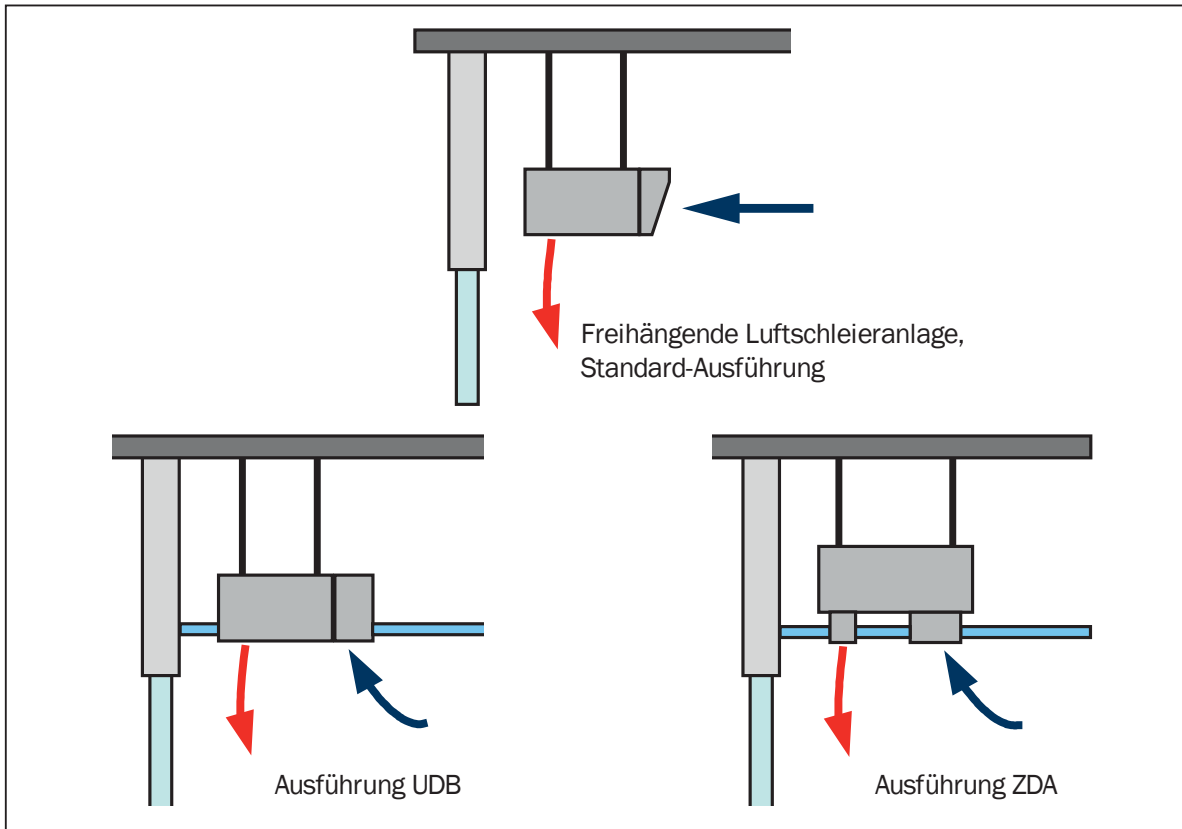 Freihängende Luftschleieranlage,
Standard-Ausführung
Ausführung UDB
Ausführung ZDA